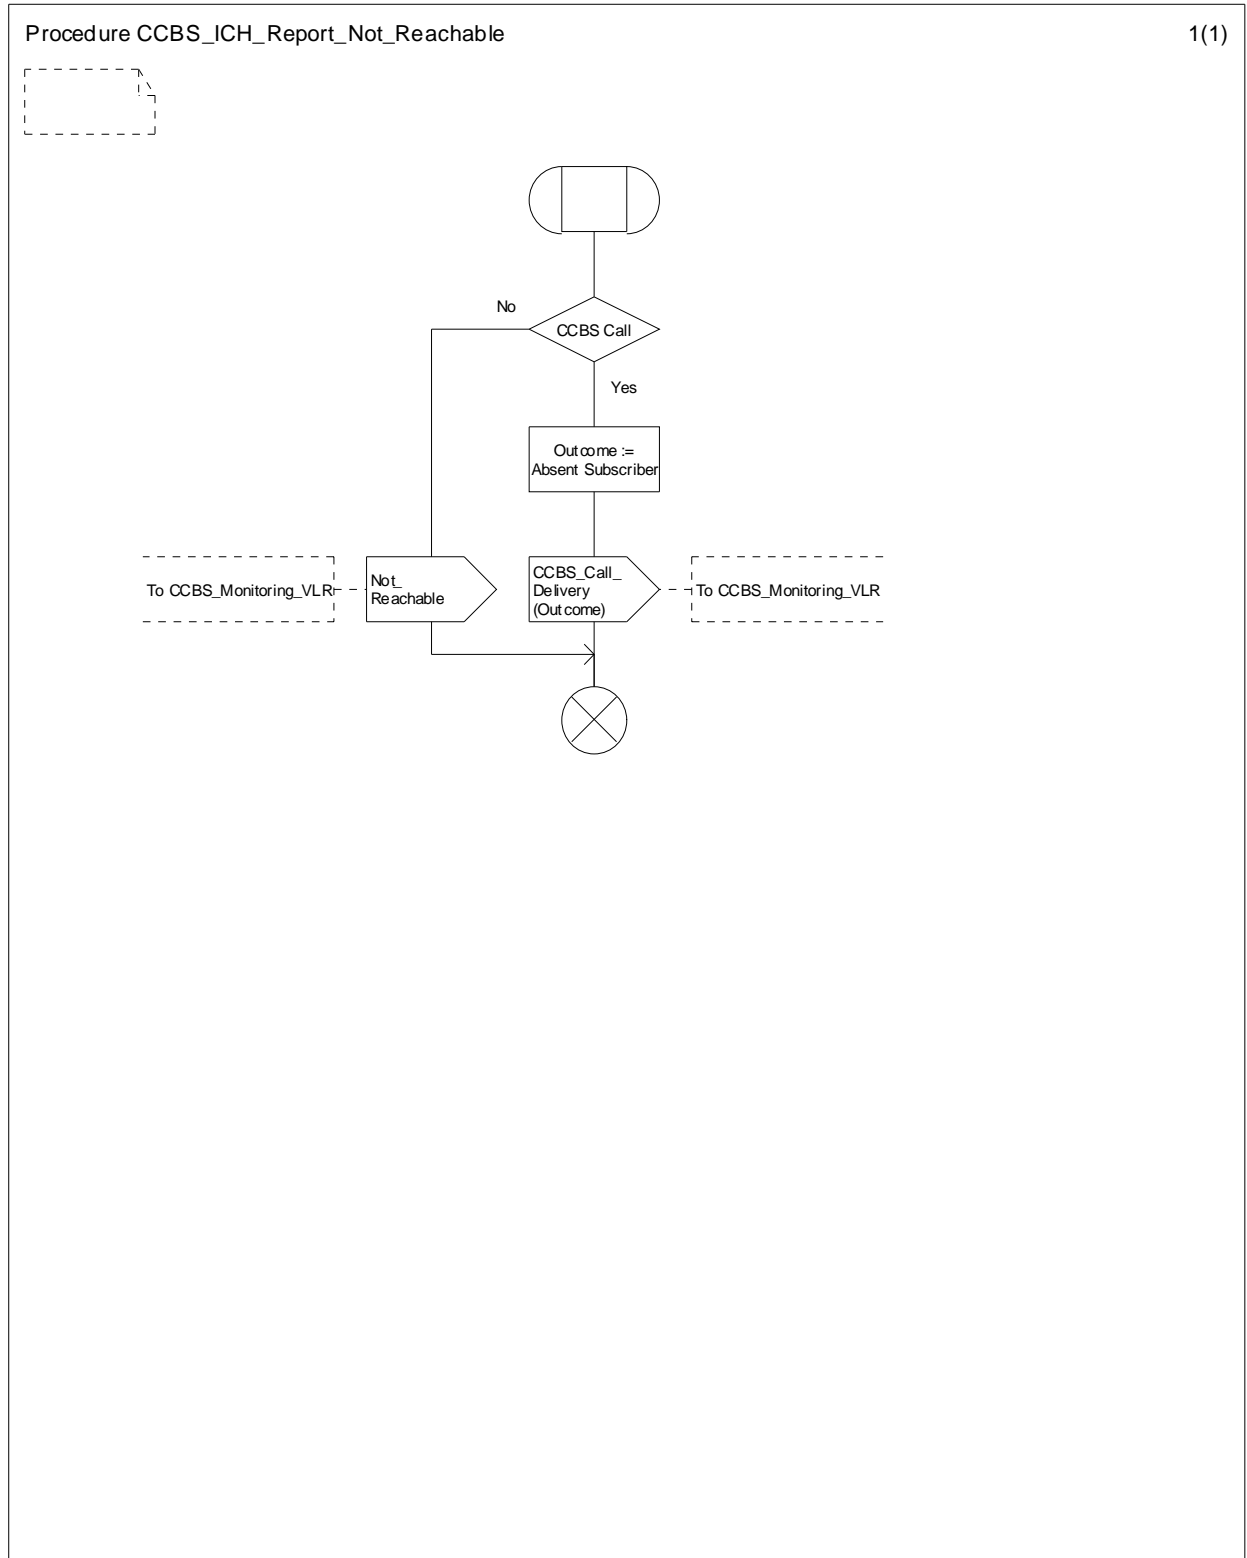 Procedure CCBS_ICH_Report_Not_Reachable
1(1)
No
CCBS Call
Yes
Outcome :=
Absent Subscriber
To CCBS_Monitoring_VLR
Not_
Reachable
CCBS_Call_
Delivery
(Outcome)
To CCBS_Monitoring_VLR